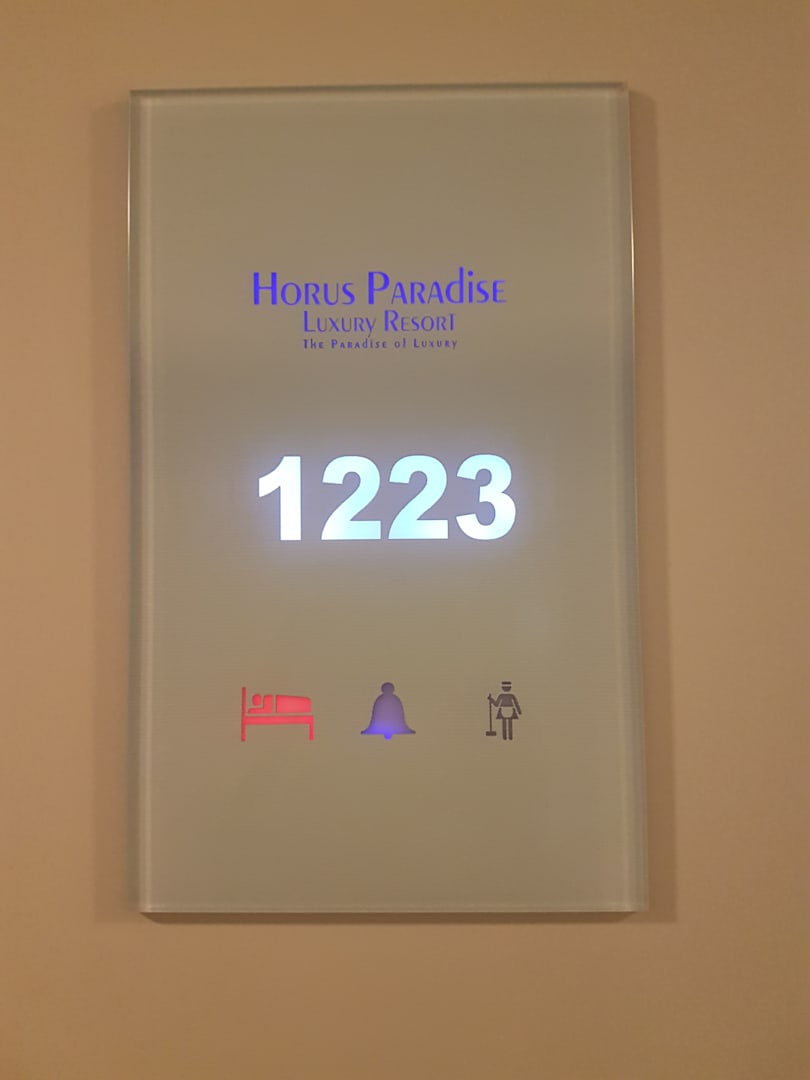 Horus Paradise
Luxury Resort
The Paradise of Luxury
1223